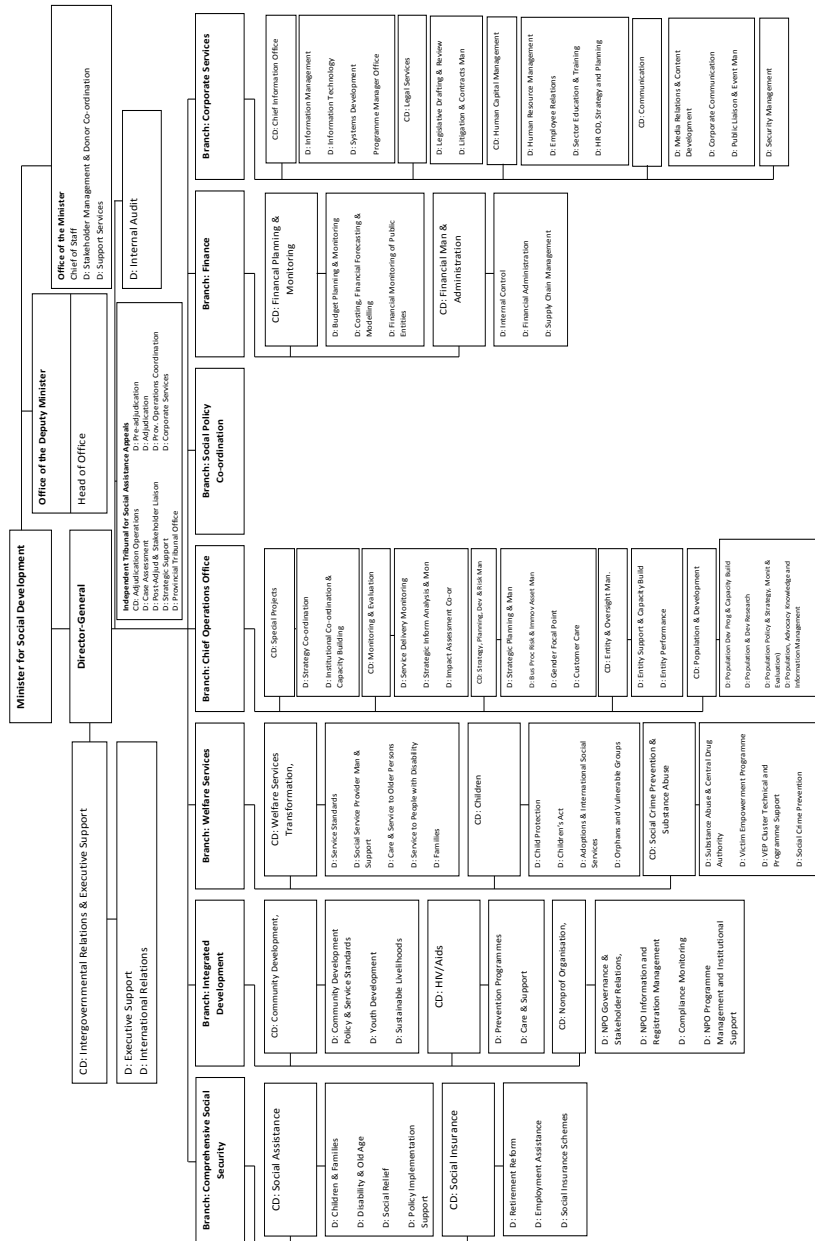 Minister for Social Development
Office of the Deputy Minister
Head of Office
Office of the Minister
Chief of Staff
D: Stakeholder Management & Donor Co-ordination
D: Support Services
Director-General
CD: Intergovernmental Relations & Executive Support
D: Executive Support
D: International Relations
Independent Tribunal for Social Assistance Appeals
CD: Adjudication Operations
D: Case Assessment
D: Post-Adjud & Stakeholder Liaison
D: Strategic Support
D: Provincial Tribunal Office
D: Pre-adjudication
D: Adjudication
D: Prov. Operations Coordination
D: Corporate Services
D: Internal Audit
Branch: Comprehensive Social
Security
CD: Social Assistance
D: Children & Families
D: Disability & Old Age
D: Social Relief
D: Policy Implementation
Support
CD: Social Insurance
D: Retirement Reform
D: Employment Assistance
D: Social Insurance Schemes
Branch: Integrated
Development
CD: Community Development,
D: Community Development
Policy & Service Standards
D: Youth Development
D: Sustainable Livelihoods
CD: HIV/Aids
D: Prevention Programmes
D: Care & Support
CD: Nonprof Organisation,
D: NPO Governance &
Stakeholder Relations,
D: NPO Information and
Registration Management
D: Compliance Monitoring
D: NPO Programme
Management and Institutional
Support
Branch: Welfare Services
CD: Welfare Services
Transformation,
D: Service Standards
D: Social Service Provider Man &
Support
D: Care & Service to Older Persons
D: Service to People with Disability
D: Families
CD: Children
D: Child Protection
D: Children's Act
D: Adoptions & International Social
Services
D: Orphans and Vulnerable Groups
CD: Social Crime Prevention &
Substance Abuse
D: Substance Abuse & Central Drug
Authority
D: Victim Empowerment Programme
D: VEP Cluster Technical and
Programme Support
D: Social Crime Prevention
Branch: Chief Operations Office
CD: Special Projects
D: Strategy Co-ordination
D: Institutional Co-ordination &
Capacity Building
CD: Monitoring & Evaluation
D: Service Delivery Monitoring
D: Strategic Inform Analysis & Mon
D: Impact Assessment Co-or
CD: Strategy, Planning, Dev & Risk Man
D: Strategic Planning & Man
D: Bus Proc Risk & Immov Asset Man
D: Gender Focal Point
D: Customer Care
CD: Entity & Oversight Man.
D: Entity Support & Capacity Build
D: Entity Performance
CD: Population & Development
D: Population Dev Prog & Capacity Build
D: Population & Dev Research
D: Population Policy & Strategy, Monit &
Evaluation)
D: Population, Advocacy Knowledge and
Information Management
Branch: Social Policy
Co-ordination
Branch: Finance
CD: Financal Planning &
Monitoring
D: Budget Planning & Monitoring
D: Costing, Financial Forecasting &
Modelling
D: Financial Monitoring of Public
Entities
CD: Financial Man &
Administration
D: Internal Control
D: Financial Administration
D: Supply Chain Management
Branch: Corporate Services
CD: Chief Information Office
D: Information Management
D: Information Technology
D: Systems Development
Programme Manager Office
CD: Legal Services
D: Legislative Drafting & Review
D: Litigation & Contracts Man
CD: Human Capital Management
D: Human Resource Management
D: Employee Relations
D: Sector Education & Training
D: HR OD, Strategy and Planning
CD: Communication
D: Media Relations & Content
Development
D: Corporate Communication
D: Public Liaison & Event Man
D: Security Management